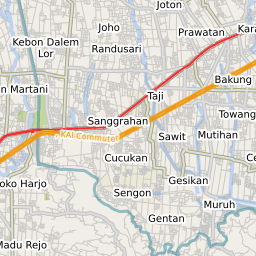 Joton
Joho
Prawatan
Kara
Kebon Dalem
Lor
Randusari
Bakung
n Martani
Taji
Towang
Sanggrahan
KAI Commuter
Sawit
Mutihan
Cucukan
oko Harjo
Gesikan
Sengon
Muruh
Gentan
Madu Rejo